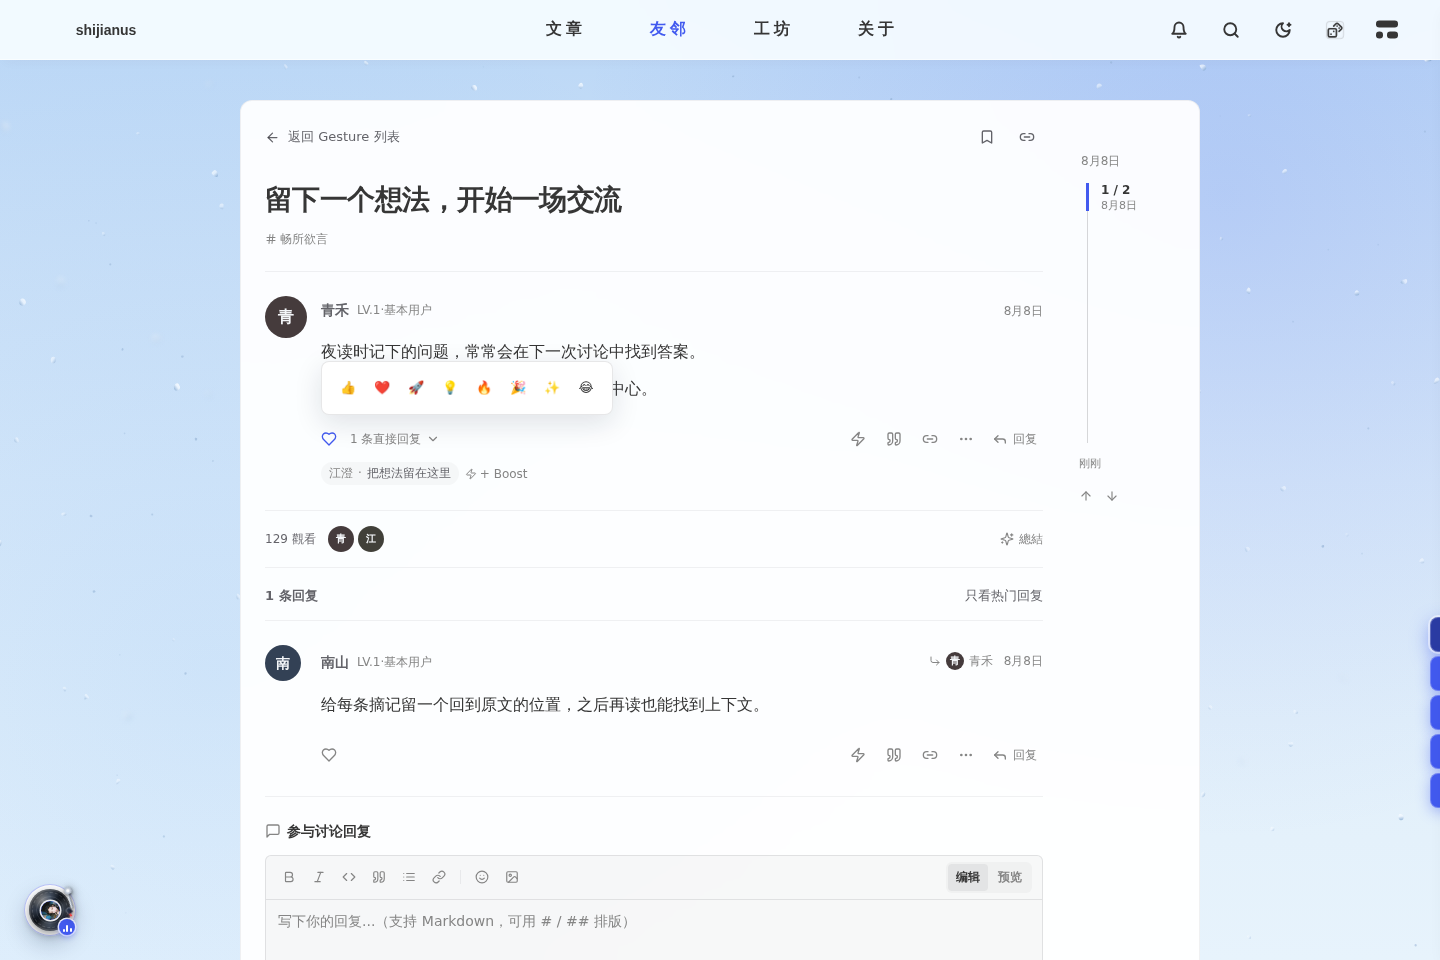 shijianus
文章 友邻 工坊 关于
返回 Gesture 列表
8月8日
1 / 2
8月8日
留下一个想法，开始一场交流
# 畅所欲言
青 青禾 LV.1·基本用户 8月8日
夜读时记下的问题，常常会在下一次讨论中找到答案。
中心。
1 条直接回复
回复
刚刚
江澄 · 把想法留在这里 + Boost
129 觀看 青 江 總結
1 条回复 只看热门回复
南 南山 LV.1·基本用户 青 青禾 8月8日
给每条摘记留一个回到原文的位置，之后再读也能找到上下文。
回复
参与讨论回复
编辑 预览
写下你的回复...（支持 Markdown，可用 # / ## 排版）